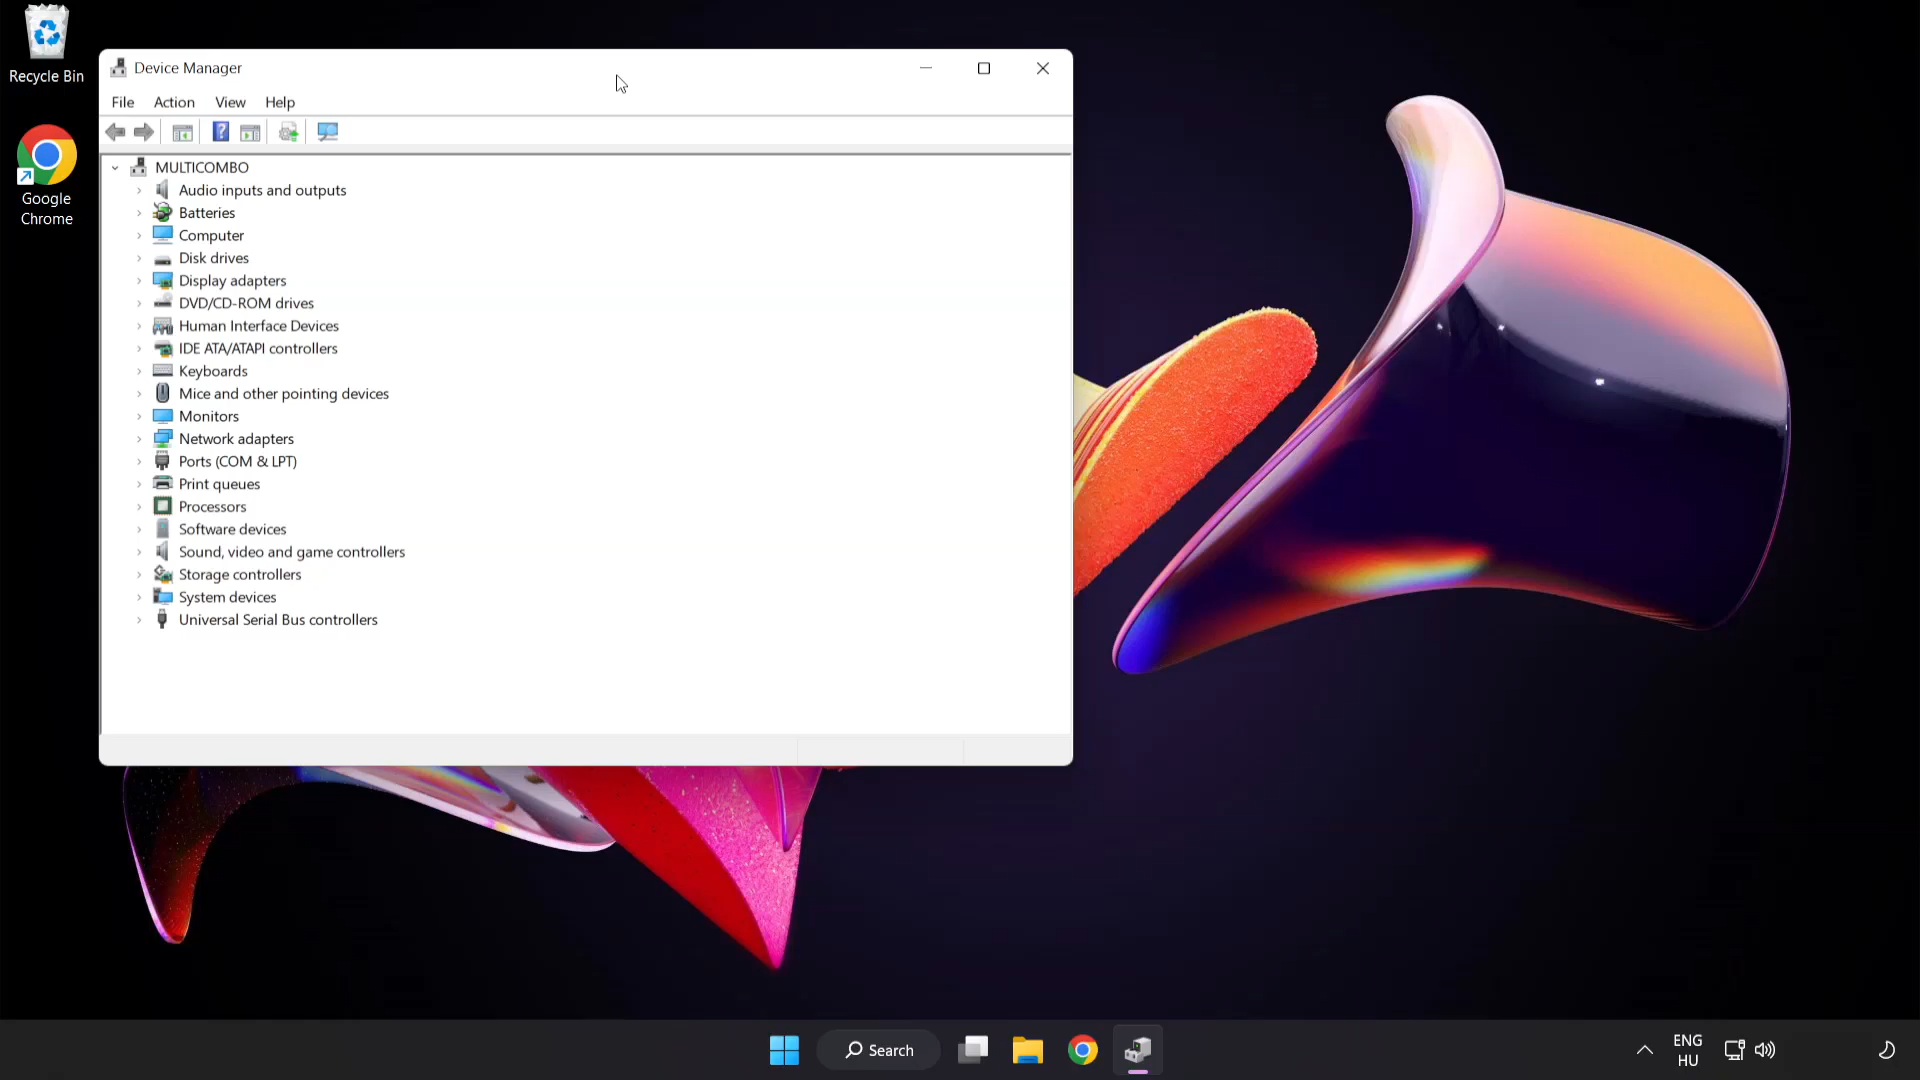 Recycle Bin
Google
Chrome
Device Manager
File Action View Help
MULTICOMBO
Audio inputs and outputs
Batteries
Computer
Disk drives
Display adapters
DVD/CD-ROM drives
Human Interface Devices
IDE ATA/ATAPI controllers
Keyboards
Mice and other pointing devices
Monitors
Network adapters
Ports (COM & LPT)
Print queues
Processors
Software devices
Sound, video and game controllers
Storage controllers
System devices
Universal Serial Bus controllers
Search
ENG
HU